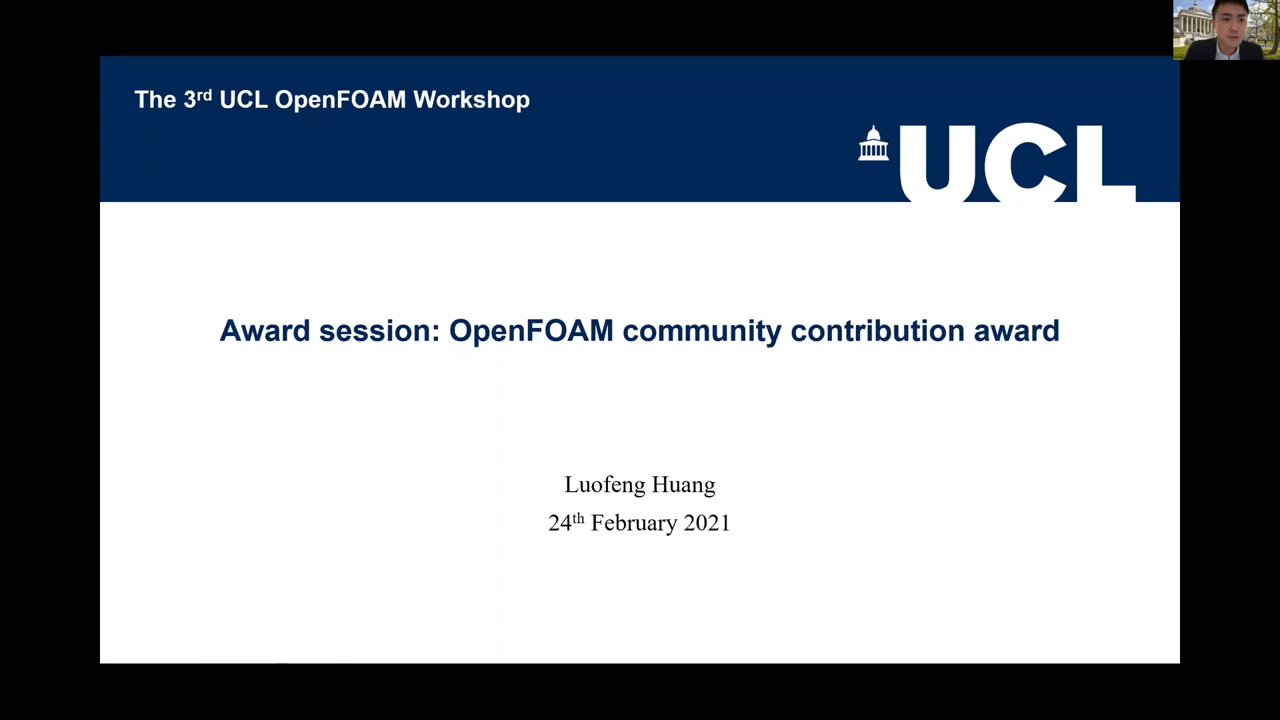 The 3rd UCL OpenFOAM Workshop
UCL
Award session: OpenFOAM community contribution award
Luofeng Huang
24th February 2021